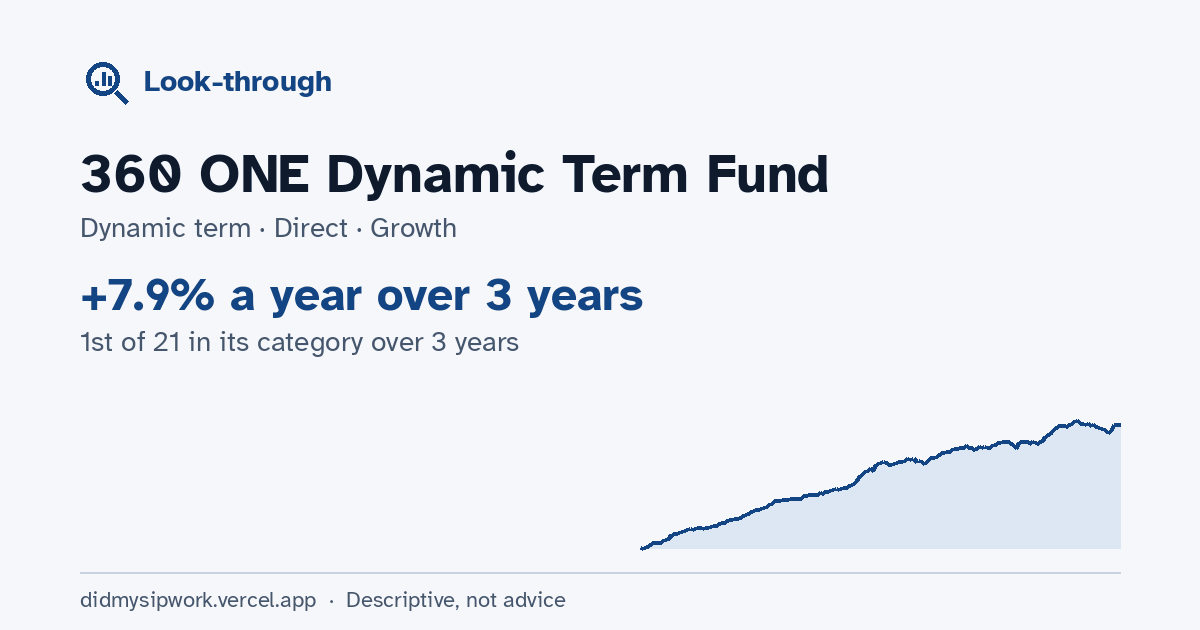 Look-through
360 ONE Dynamic Term Fund
Dynamic term · Direct · Growth
+7.9% a year over 3 years
1st of 21 in its category over 3 years
didmysipwork.vercel.app · Descriptive, not advice